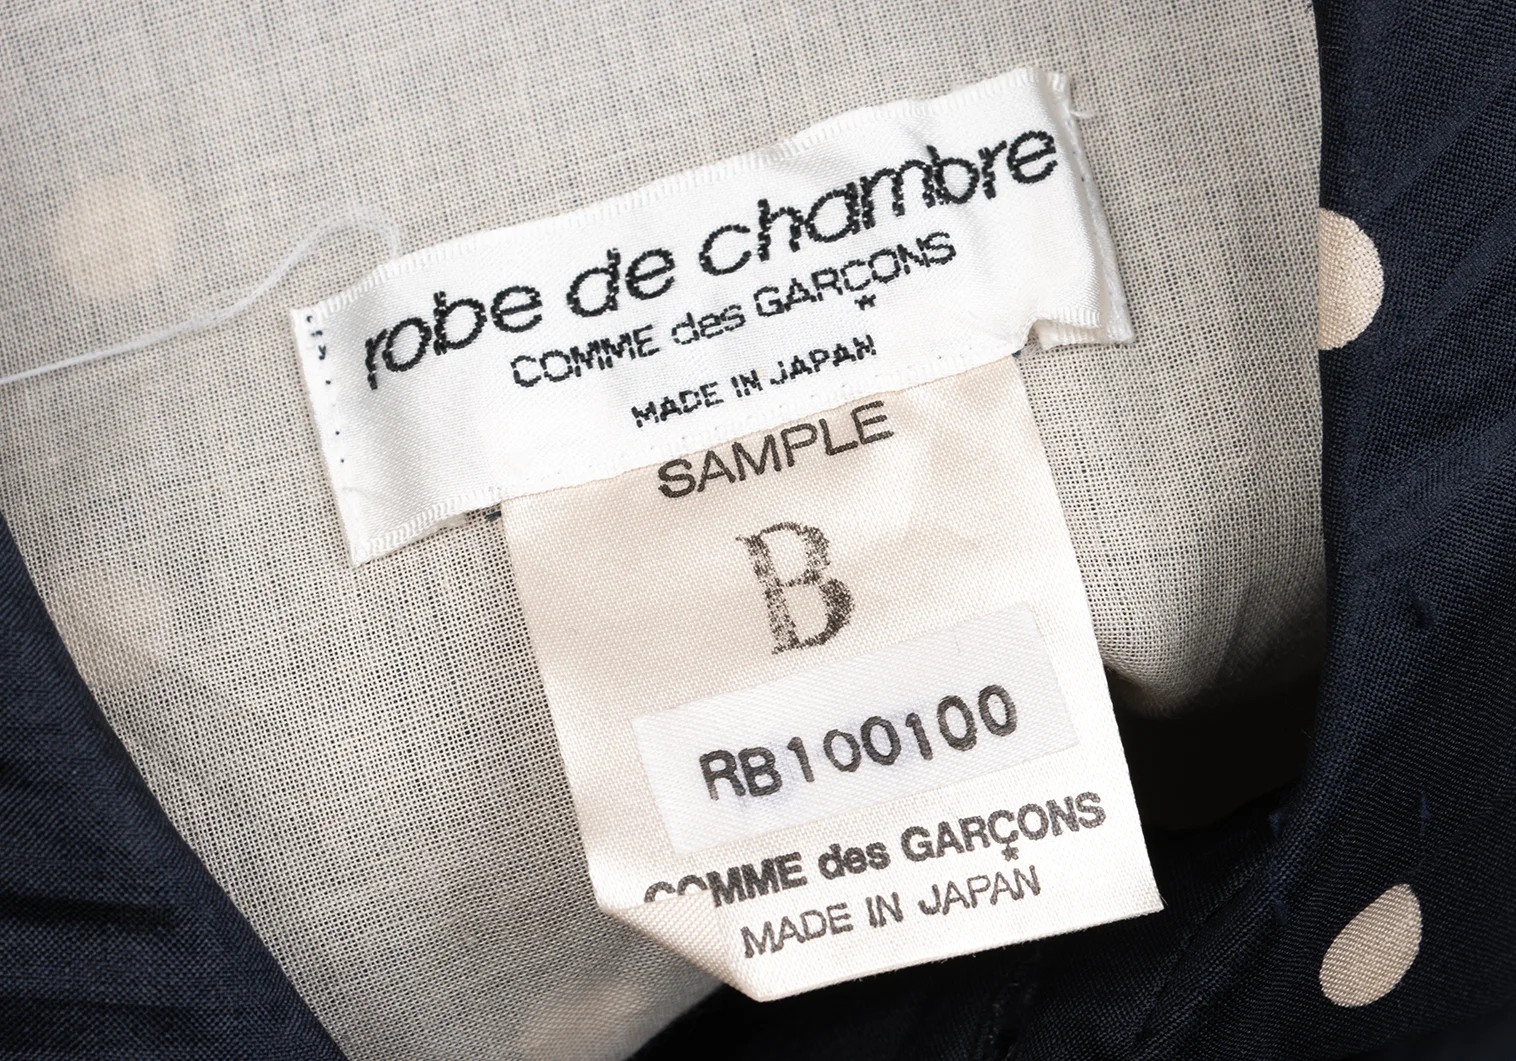 robe de chambre
COMME des GARÇONS
MADE IN JAPAN
SAMPLE
B
RB100100
COMME des GARÇONS
MADE IN JAPAN